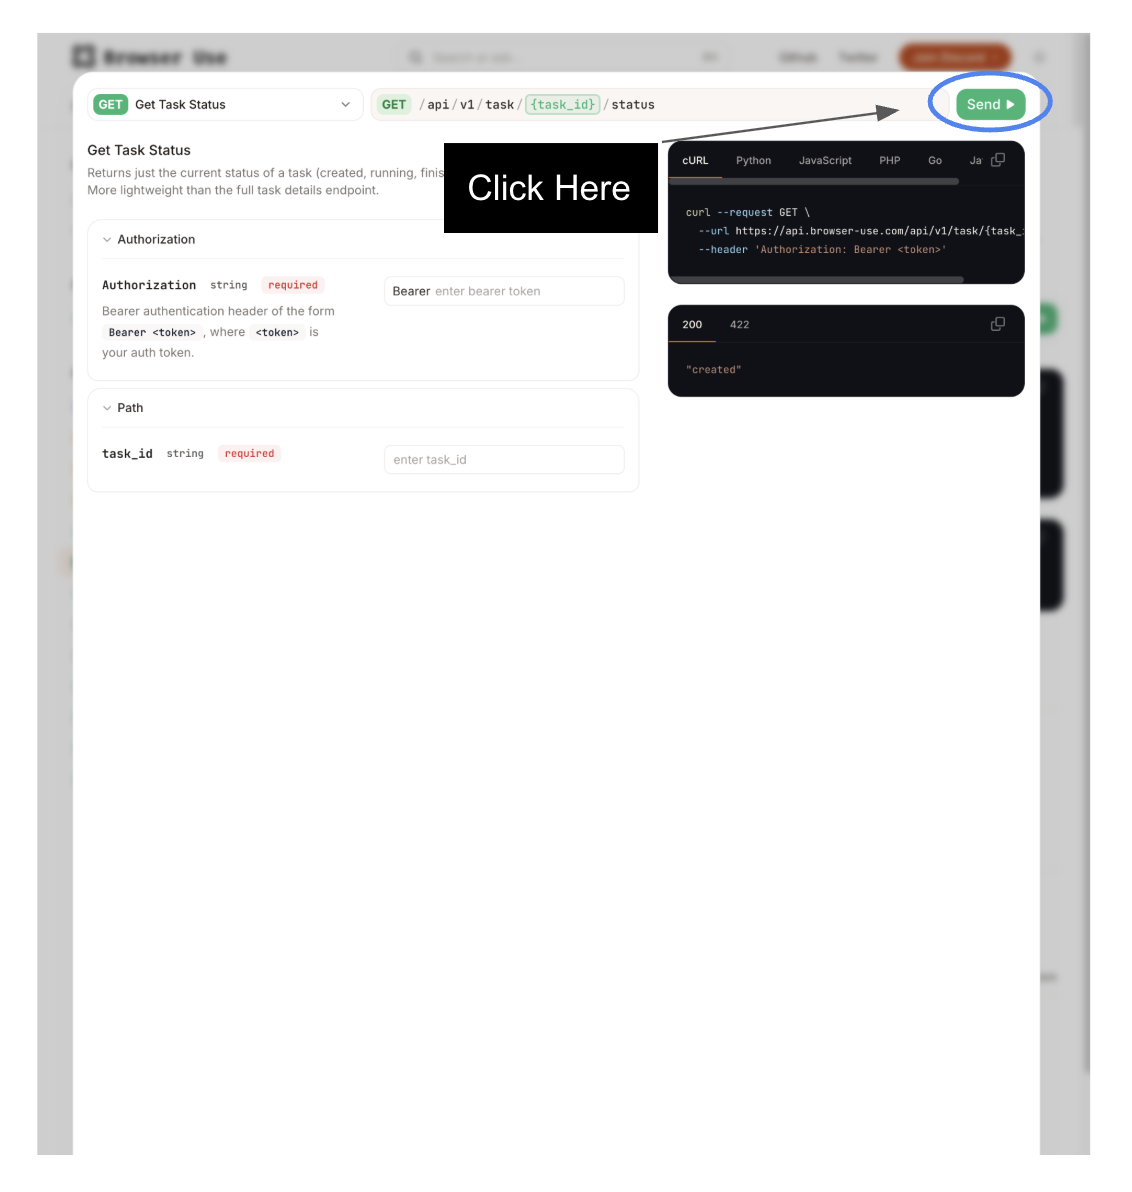 Browser Use
GET Get Task Status
GET /api/v1/task/{task_id}/status
Send
Get Task Status
Returns just the current status of a task (created, running, finis
More lightweight than the full task details endpoint.
Click Here
Authorization
Authorization string required
Bearer enter bearer token
Bearer authentication header of the form
Bearer <token> , where <token> is
your auth token.
Path
task_id string required
enter task_id
cURL Python JavaScript PHP Go Ja
curl --request GET \
--url https://api.browser-use.com/api/v1/task/{task_
--header 'Authorization: Bearer <token>'
200 422
"created"